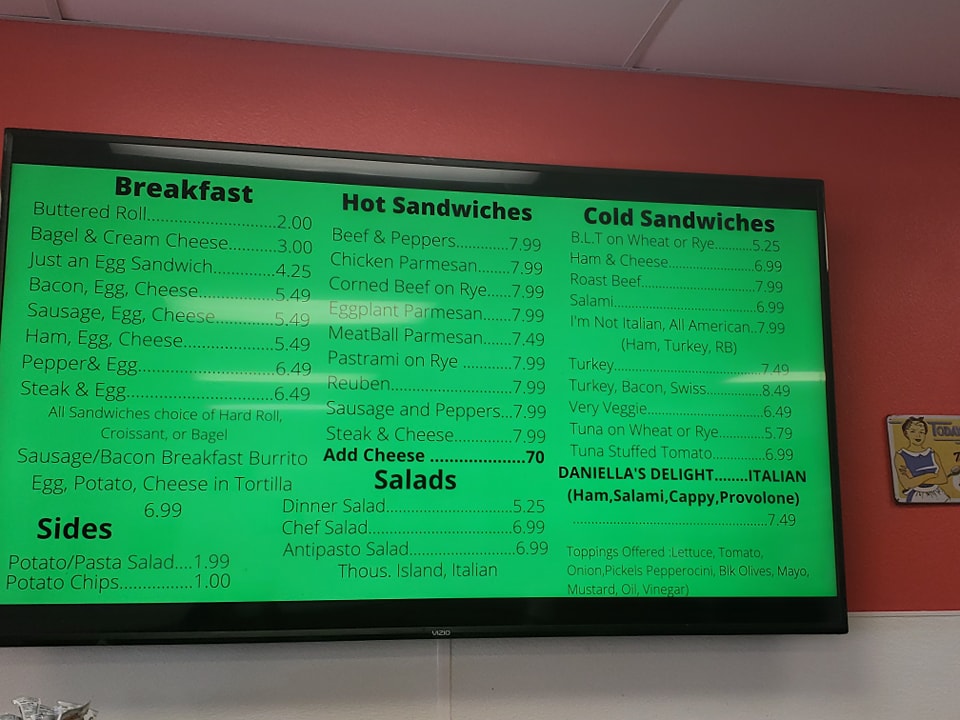 Breakfast
Buttered Roll......................2.00
Bagel & Cream Cheese...........3.00
Just an Egg Sandwich.............4.25
Bacon, Egg, Cheese...............5.49
Sausage, Egg, Cheese.............5.49
Ham, Egg, Cheese.................5.49
Pepper& Egg......................6.49
Steak & Egg......................6.49
All Sandwiches choice of Hard Roll,
Croissant, or Bagel
Sausage/Bacon Breakfast Burrito
Egg, Potato, Cheese in Tortilla
6.99
Sides
Potato/Pasta Salad....1.99
Potato Chips...............1.00
Hot Sandwiches
Beef & Peppers............7.99
Chicken Parmesan........7.99
Corned Beef on Rye......7.99
Eggplant Parmesan.......7.99
MeatBall Parmesan.......7.49
Pastrami on Rye ...........7.99
Reuben.....................7.99
Sausage and Peppers...7.99
Steak & Cheese............7.99
Add Cheese .....................70
Salads
Dinner Salad.......................5.25
Chef Salad..........................6.99
Antipasto Salad....................6.99
Thous. Island, Italian
Cold Sandwiches
B.L.T on Wheat or Rye.........5.25
Ham & Cheese.....................6.99
Roast Beef.........................7.99
Salami..............................6.99
I'm Not Italian, All American..7.99
(Ham, Turkey, RB)
Turkey..............................7.49
Turkey, Bacon, Swiss............8.49
Very Veggie.......................6.49
Tuna on Wheat or Rye...........5.79
Tuna Stuffed Tomato............6.99
DANIELLA'S DELIGHT........ITALIAN
(Ham,Salami,Cappy,Provolone)
..........................................7.49
Toppings Offered :Lettuce, Tomato,
Onion,Pickels Pepperocini, Blk Olives, Mayo,
Mustard, Oil, Vinegar)
VIZIO